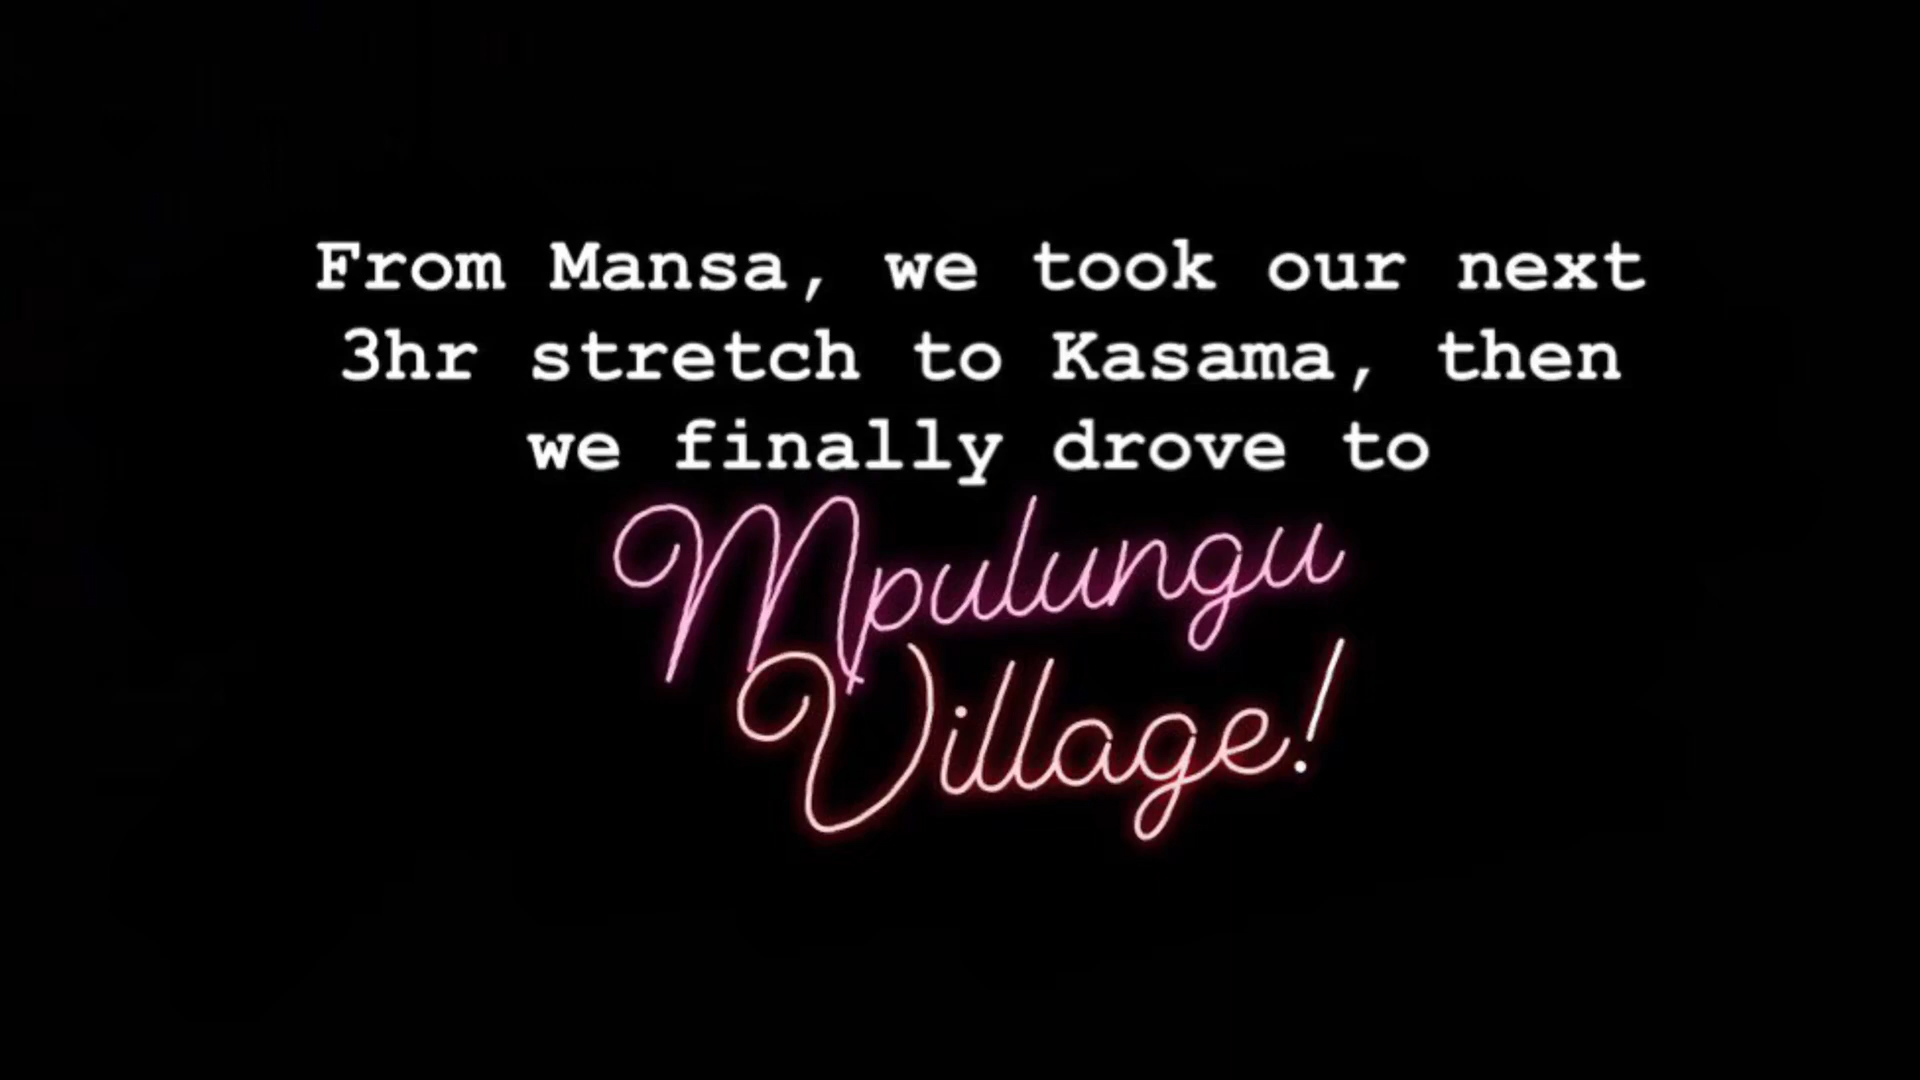 From Mansa, we took our next
3hr stretch to Kasama, then
we finally drove to
Mpulungu
Village!